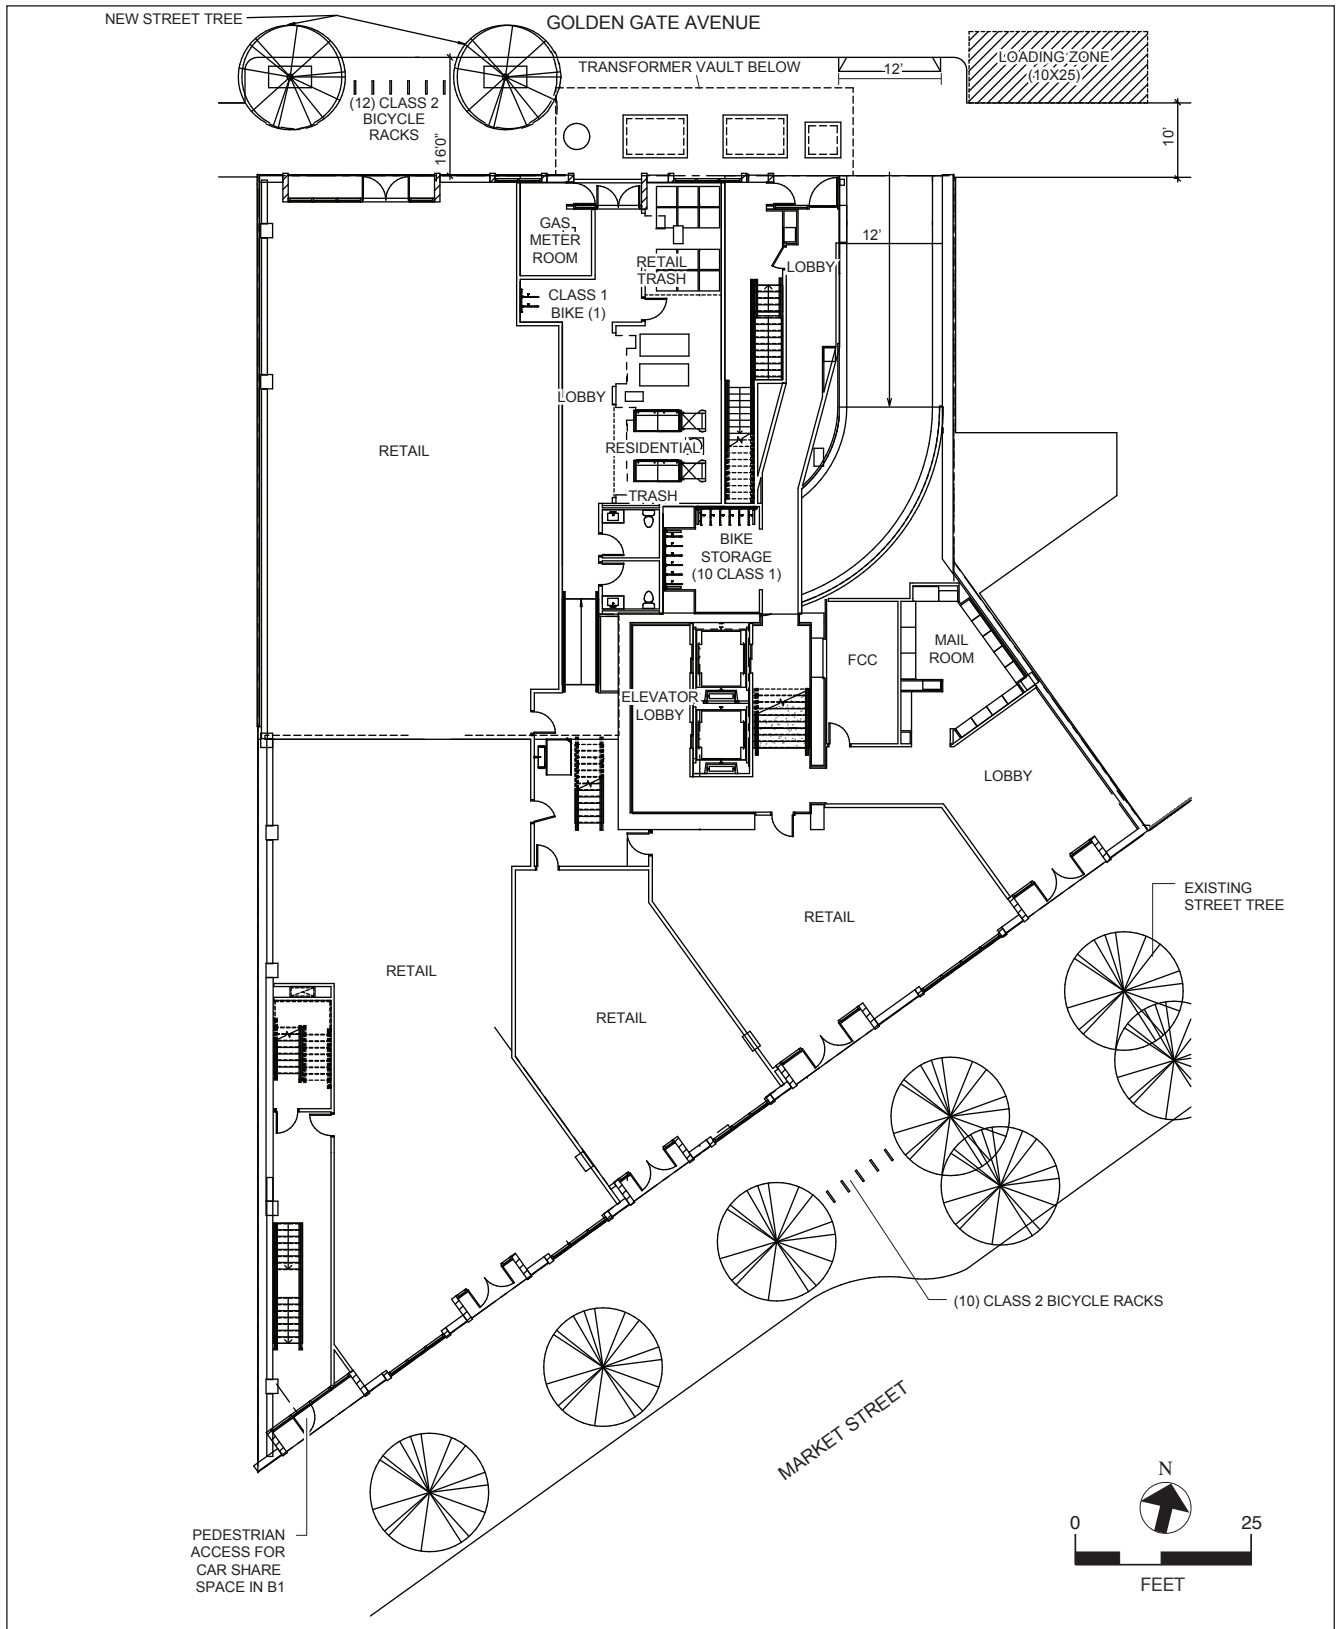 NEW STREET TREE
GOLDEN GATE AVENUE
TRANSFORMER VAULT BELOW
12'
LOADING ZONE
(10X25)
(12) CLASS 2
BICYCLE
RACKS
16'0"
10'
GAS
METER
ROOM
RETAIL
TRASH
LOBBY
12'
CLASS 1
BIKE (1)
LOBBY
RETAIL
RESIDENTIAL
TRASH
BIKE
STORAGE
(10 CLASS 1)
FCC
MAIL
ROOM
ELEVATOR
LOBBY
LOBBY
EXISTING
STREET TREE
RETAIL
RETAIL
RETAIL
(10) CLASS 2 BICYCLE RACKS
MARKET STREET
PEDESTRIAN
ACCESS FOR
CAR SHARE
SPACE IN B1
N
0 25
FEET